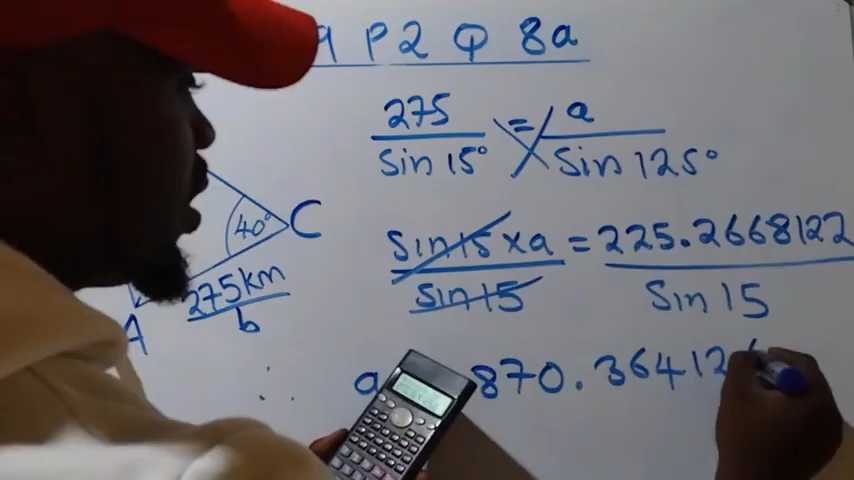 9 P2 Q 8a
275 = a
Sin 15° Sin 125°
40° C
275km
A b
Sin 15 x a = 225.2668122
Sin 15 Sin 15
a 870.36412